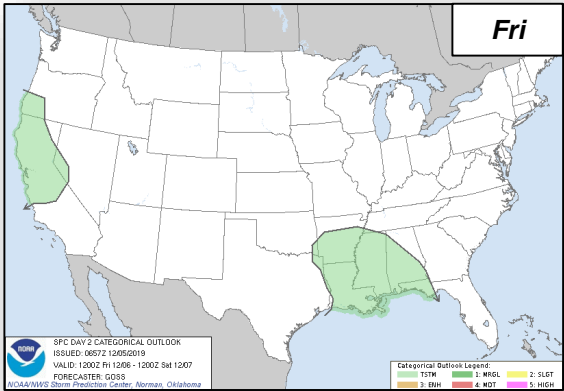 Fri
SPC DAY 2 CATEGORICAL OUTLOOK
ISSUED: 0657Z 12/05/2019
VALID: 1200Z Fri 12/06 - 1200Z Sat 12/07
FORECASTER: GOSS
NOAA/NWS Storm Prediction Center, Norman, Oklahoma
NOAA
Categorical Outlook Legend:
TSTM 1: MRGL 2: SLGT
3: ENH 4: MDT 5: HIGH